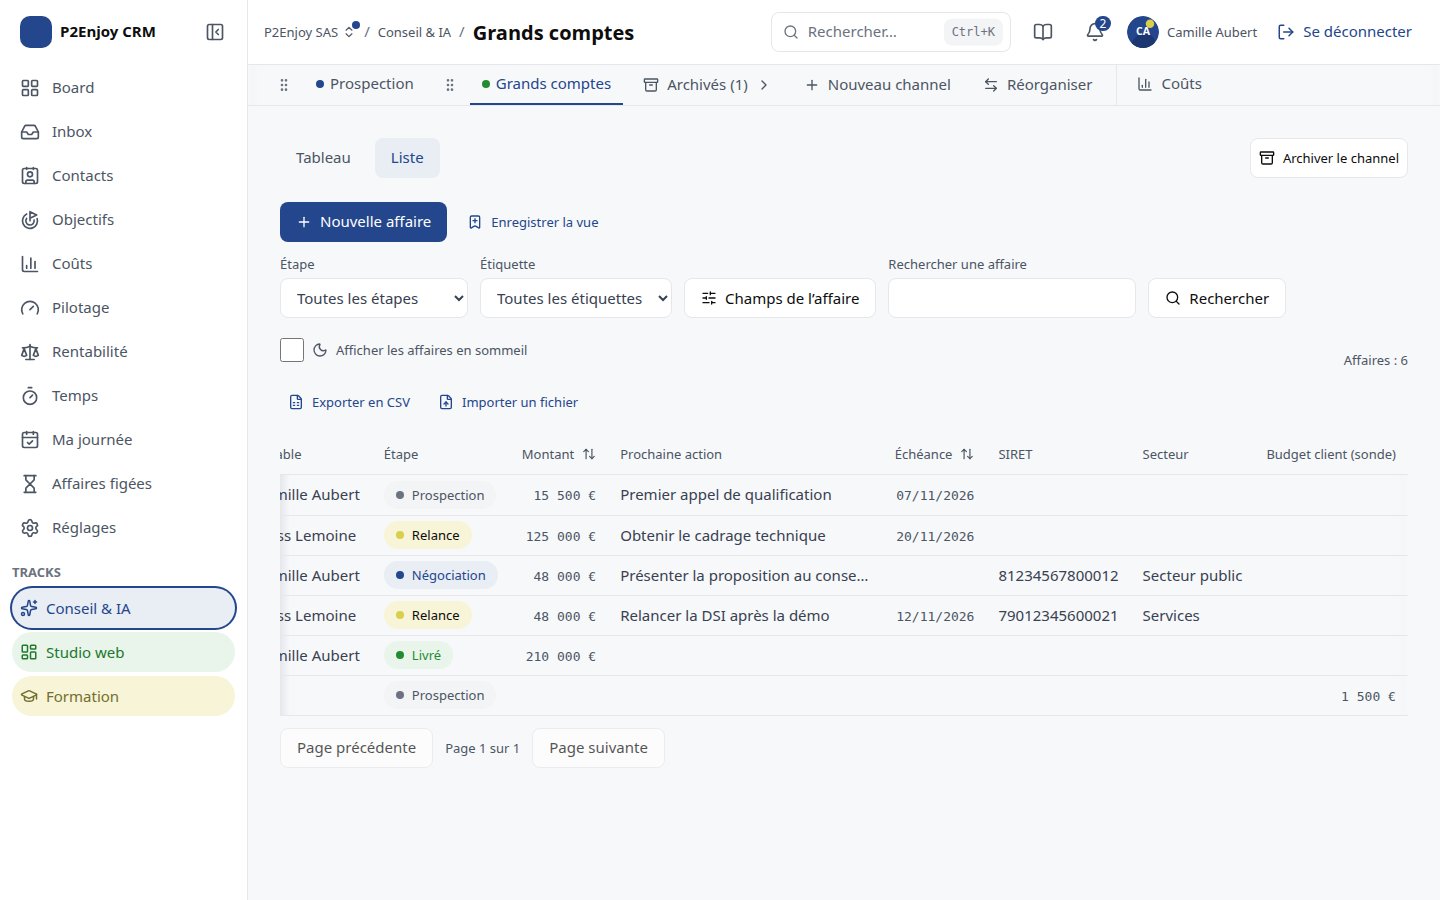 P2Enjoy CRM
P2Enjoy SAS / Conseil & IA / Grands comptes
Rechercher... Ctrl+K
2
CA Camille Aubert
Se déconnecter
Board
Inbox
Contacts
Objectifs
Coûts
Pilotage
Rentabilité
Temps
Ma journée
Affaires figées
Réglages
TRACKS
Conseil & IA
Studio web
Formation
Prospection
Grands comptes
Archivés (1)
Nouveau channel
Réorganiser
Coûts
Tableau
Liste
Archiver le channel
Nouvelle affaire
Enregistrer la vue
Étape
Étiquette
Rechercher une affaire
Toutes les étapes
Toutes les étiquettes
Champs de l’affaire
Rechercher
Afficher les affaires en sommeil
Affaires : 6
Exporter en CSV
Importer un fichier
Étape Montant Prochaine action Échéance SIRET Secteur Budget client (sonde)
Aubert Prospection 15 500 € Premier appel de qualification 07/11/2026
Lemoine Relance 125 000 € Obtenir le cadrage technique 20/11/2026
Aubert Négociation 48 000 € Présenter la proposition au conse... 81234567800012 Secteur public
Lemoine Relance 48 000 € Relancer la DSI après la démo 12/11/2026 79012345600021 Services
Aubert Livré 210 000 €
Prospection 1 500 €
Page précédente
Page 1 sur 1
Page suivante